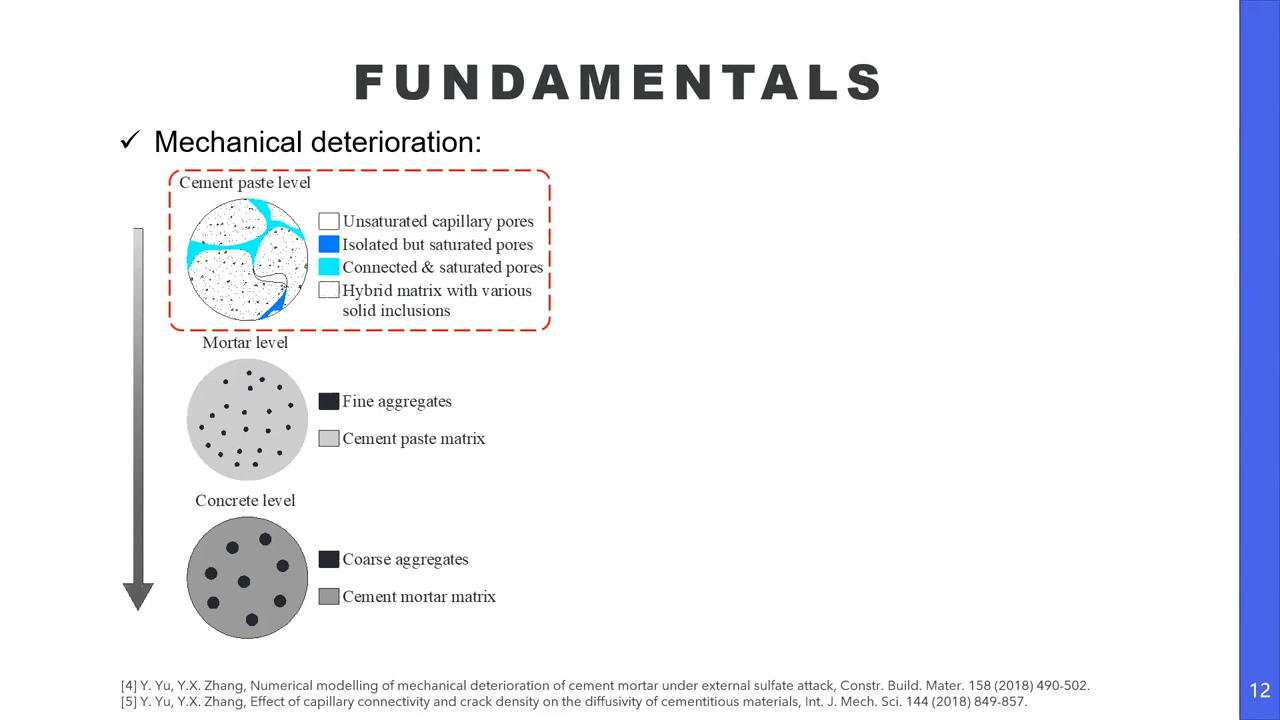 FUNDAMENTALS
✓ Mechanical deterioration:
Cement paste level
Unsaturated capillary pores
Isolated but saturated pores
Connected & saturated pores
Hybrid matrix with various
solid inclusions
Mortar level
Fine aggregates
Cement paste matrix
Concrete level
Coarse aggregates
Cement mortar matrix
[4] Y. Yu, Y.X. Zhang, Numerical modelling of mechanical deterioration of cement mortar under external sulfate attack, Constr. Build. Mater. 158 (2018) 490-502.
[5] Y. Yu, Y.X. Zhang, Effect of capillary connectivity and crack density on the diffusivity of cementitious materials, Int. J. Mech. Sci. 144 (2018) 849-857.
12